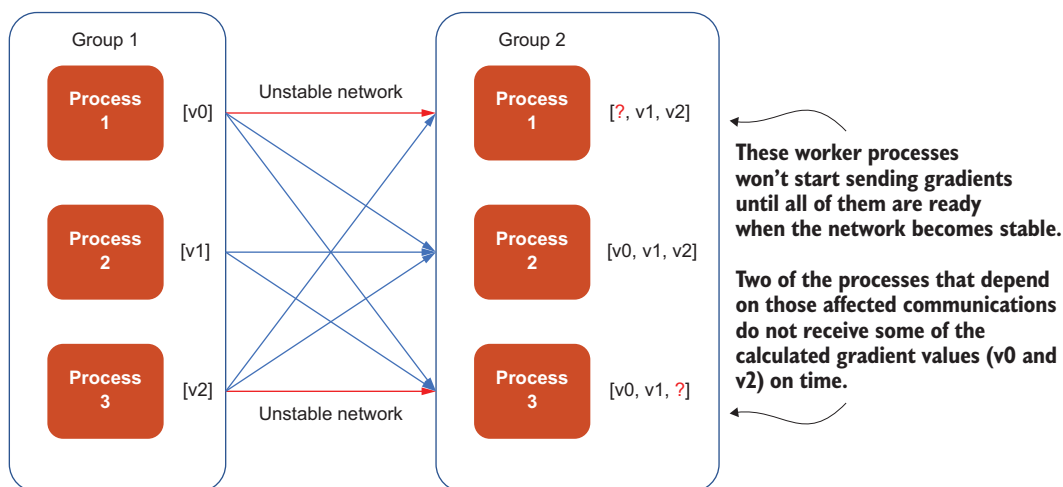 Group 1
Group 2
Process
1
[v0]
Unstable network
Process
1
[?, v1, v2]
These worker processes
won't start sending gradients
until all of them are ready
when the network becomes stable.
Process
2
[v1]
Process
2
[v0, v1, v2]
Two of the processes that depend
on those affected communications
do not receive some of the
calculated gradient values (v0 and
v2) on time.
Process
3
[v2]
Unstable network
Process
3
[v0, v1, ?]